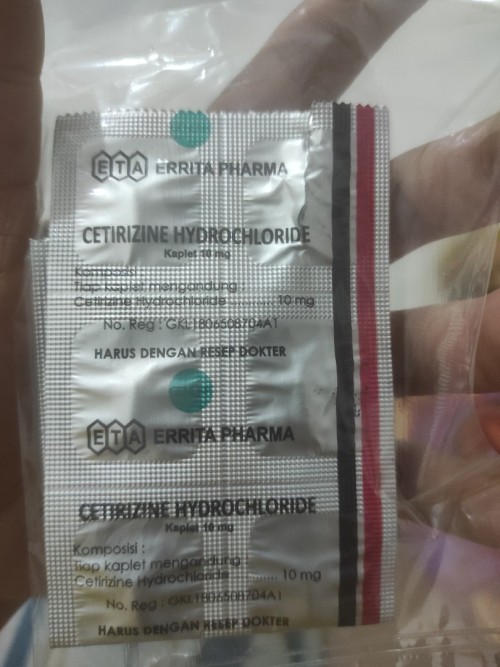 ETA ERRITA PHARMA
CETIRIZINE HYDROCHLORIDE
Kaplet 10 mg
Komposisi :
Tiap kaplet mengandung :
Cetirizine Hydrochloride ............ 10 mg
No. Reg : GKL1806508704A1
HARUS DENGAN RESEP DOKTER
ETA ERRITA PHARMA
CETIRIZINE HYDROCHLORIDE
Kaplet 10 mg
Komposisi :
Tiap kaplet mengandung :
Cetirizine Hydrochloride ........ 10 mg
No. Reg : GKL1806508704A1
HARUS DENGAN RESEP DOKTER